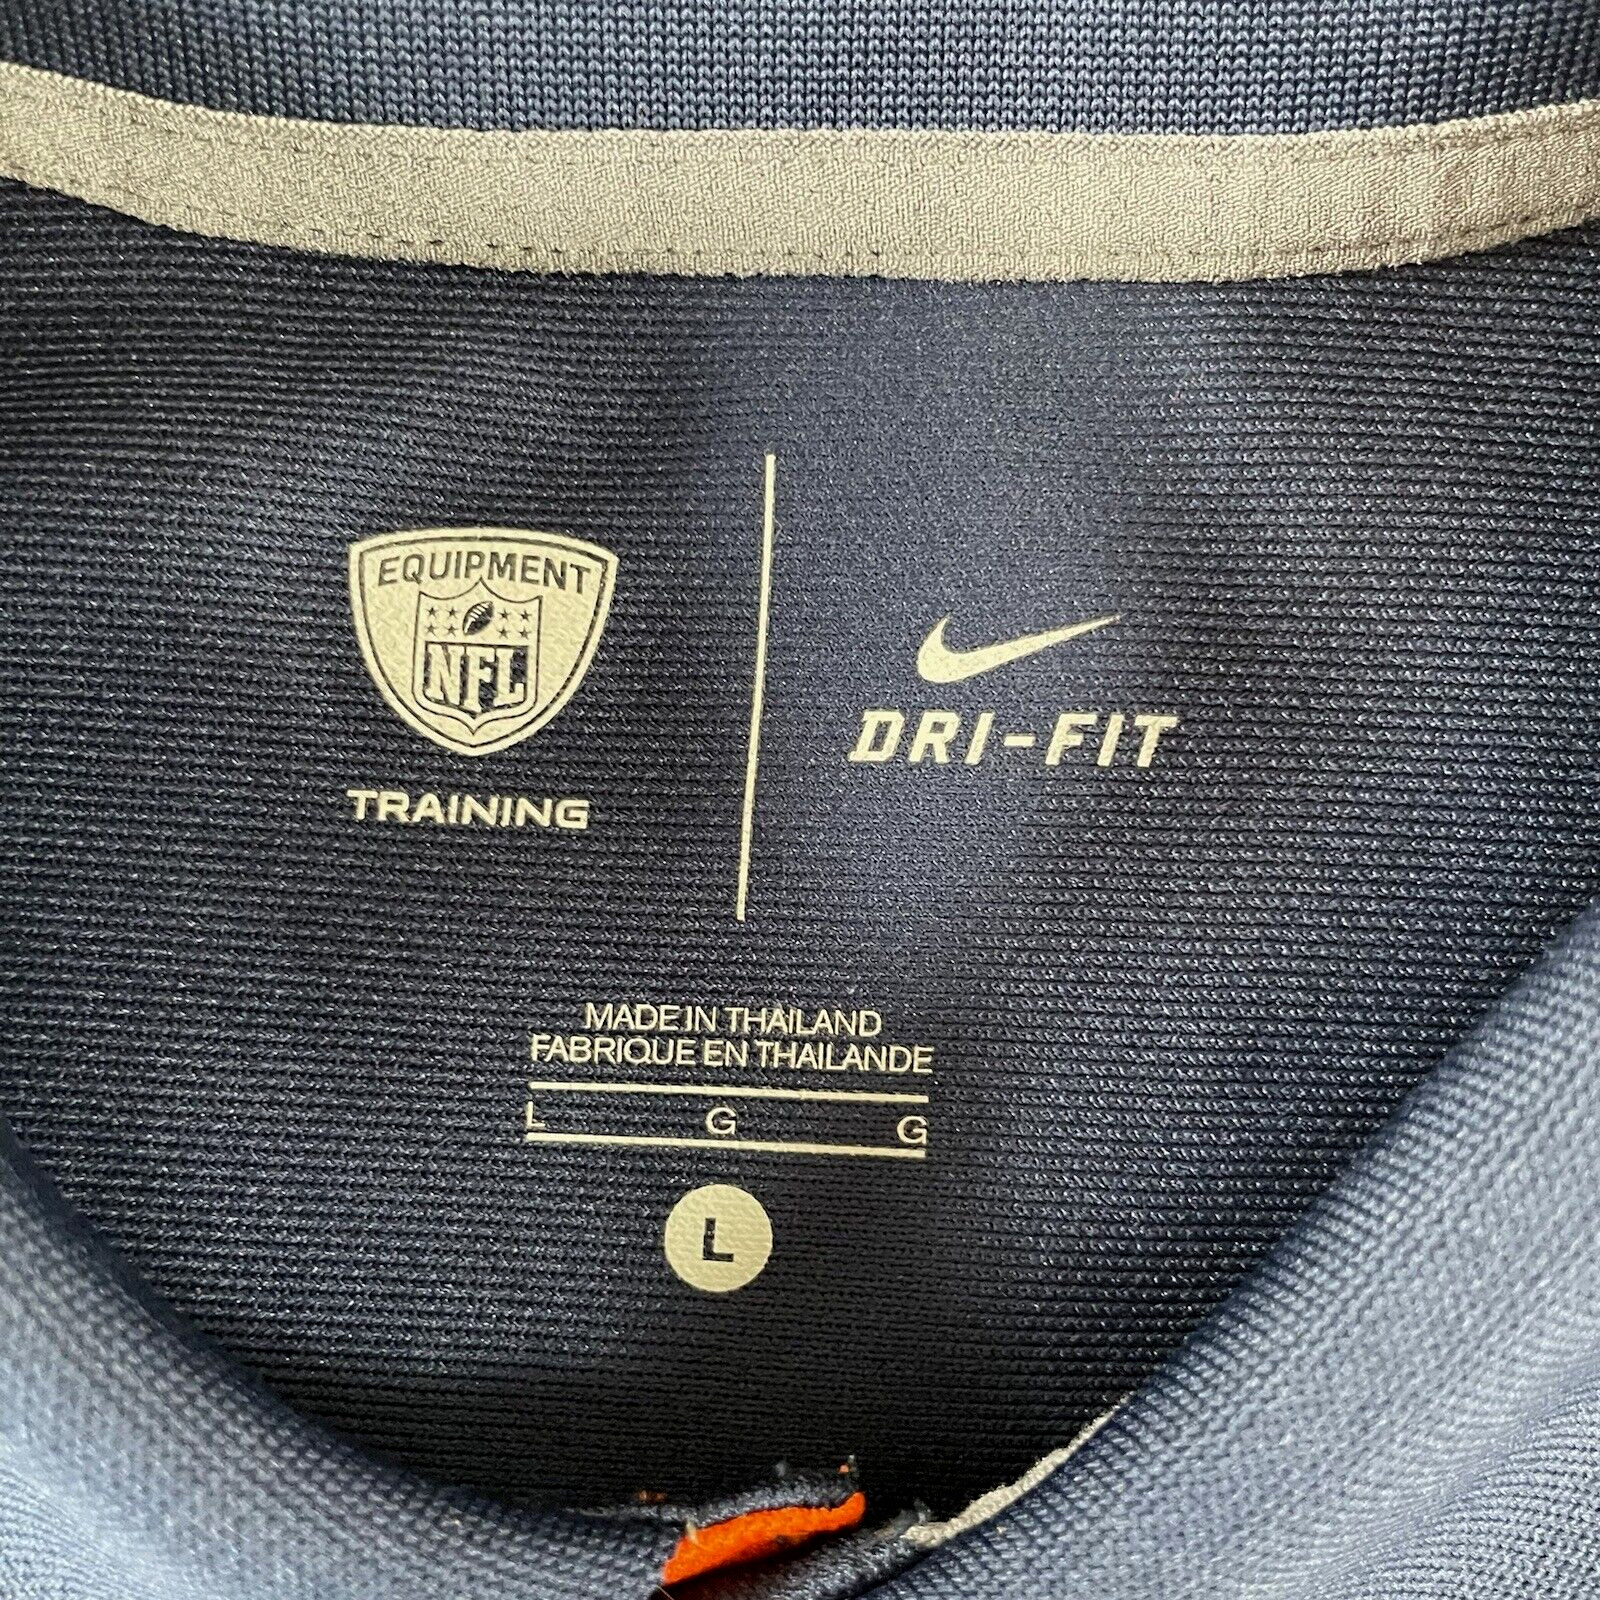 EQUIPMENT
NFL
TRAINING
DRI-FIT
MADE IN THAILAND
FABRIQUE EN THAILANDE
L G G
L